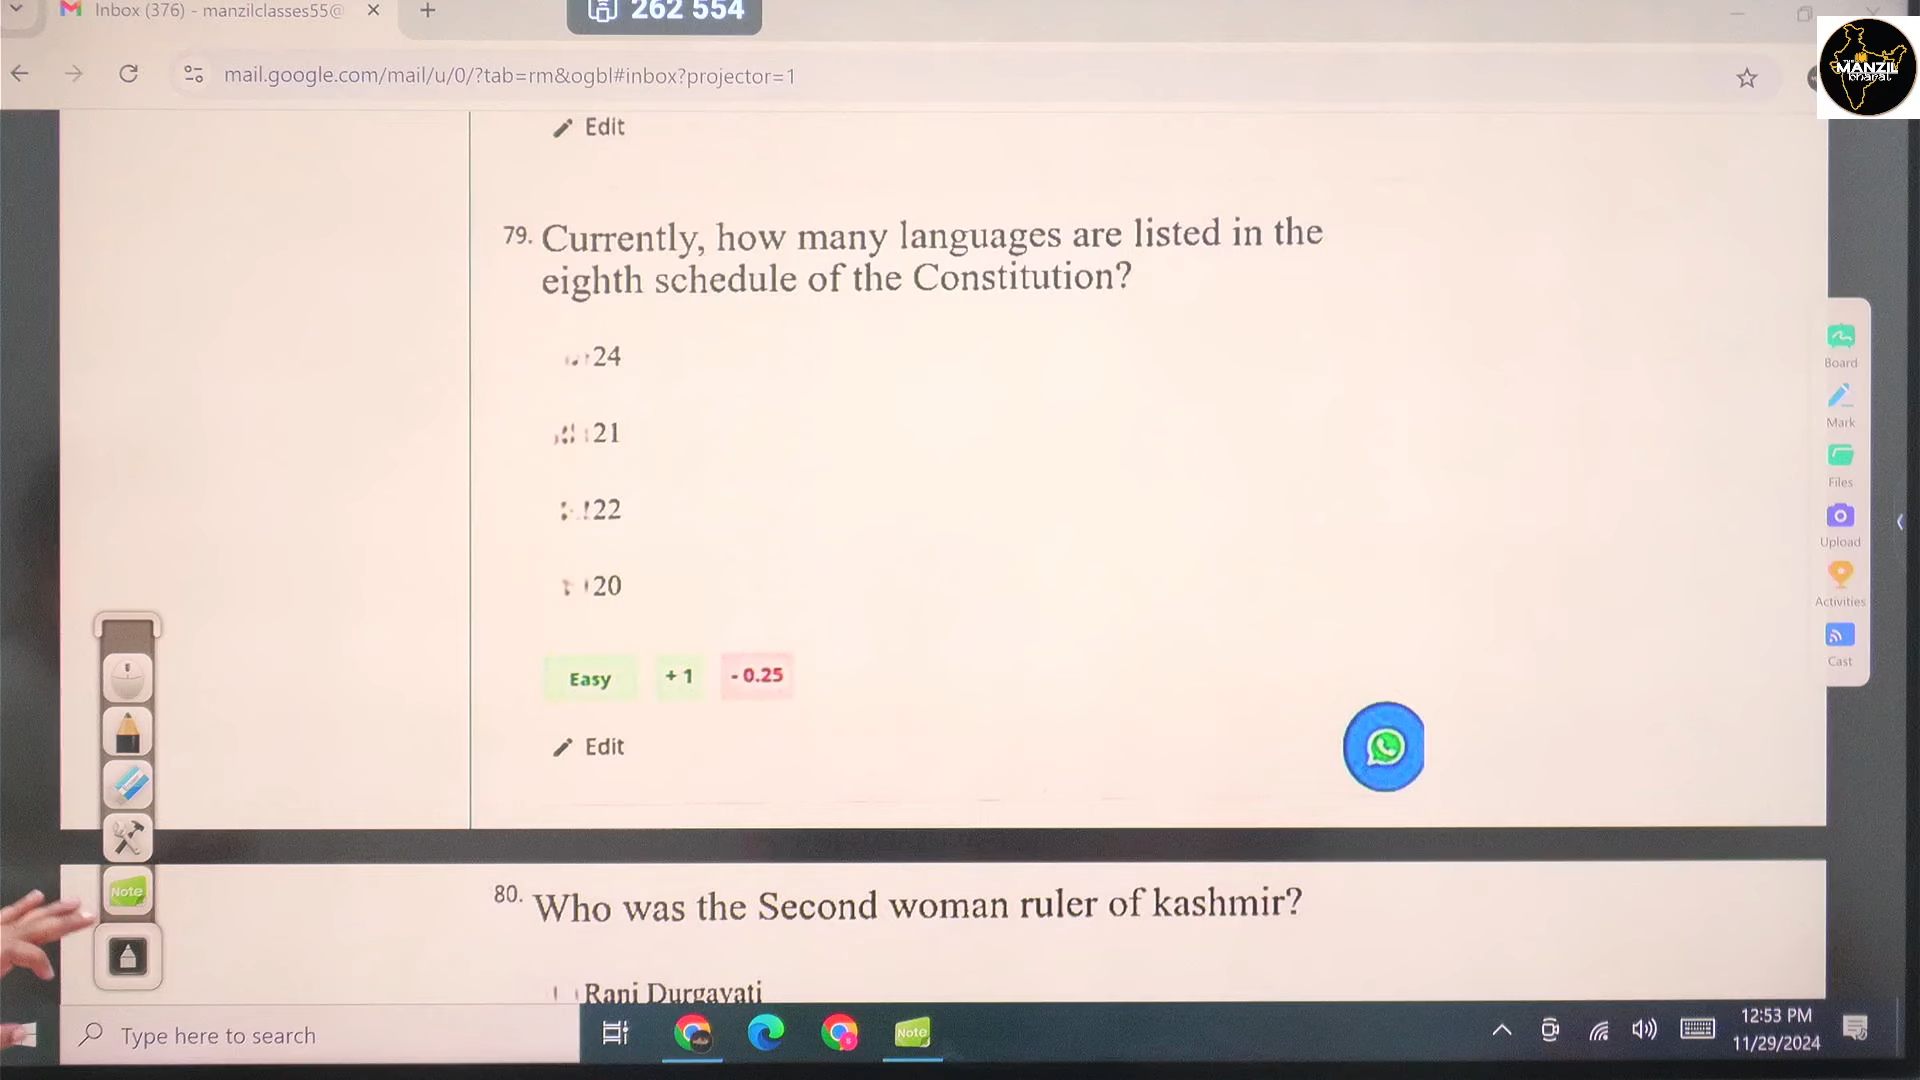 Inbox (376) - manzilclasses55@
262 554
mail.google.com/mail/u/0/?tab=rm&ogbl#inbox?projector=1
MANZIL
Edit
79. Currently, how many languages are listed in the
eighth schedule of the Constitution?
24
21
22
20
Easy +1 - 0.25
Edit
80. Who was the Second woman ruler of kashmir?
Rani Durgavati
Board
Mark
Files
Upload
Activities
Cast
Note
Type here to search
Note
12:53 PM
11/29/2024